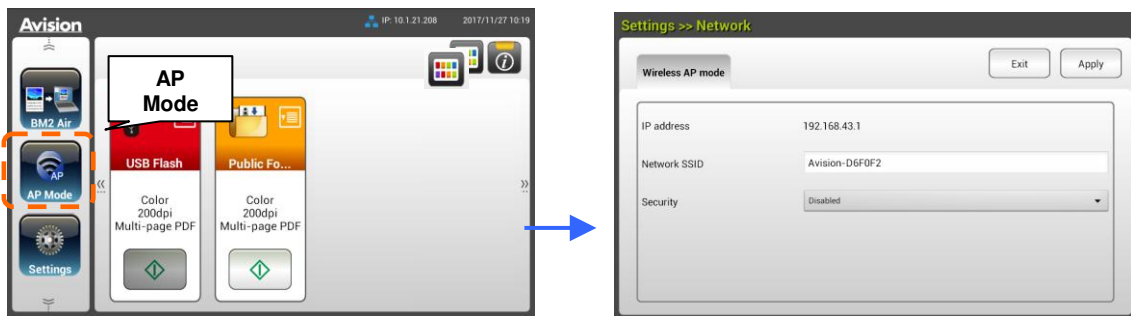 Avision
IP: 10.1.21.208
2017/11/27 10:19
AP
Mode
BM2 Air
AP
AP Mode
Settings
USB Flash
Color
200dpi
Multi-page PDF
Public Fo...
Color
200dpi
Multi-page PDF
Settings >> Network
Wireless AP mode
Exit
Apply
IP address
192.168.43.1
Network SSID
Avision-D6F0F2
Security
Disabled